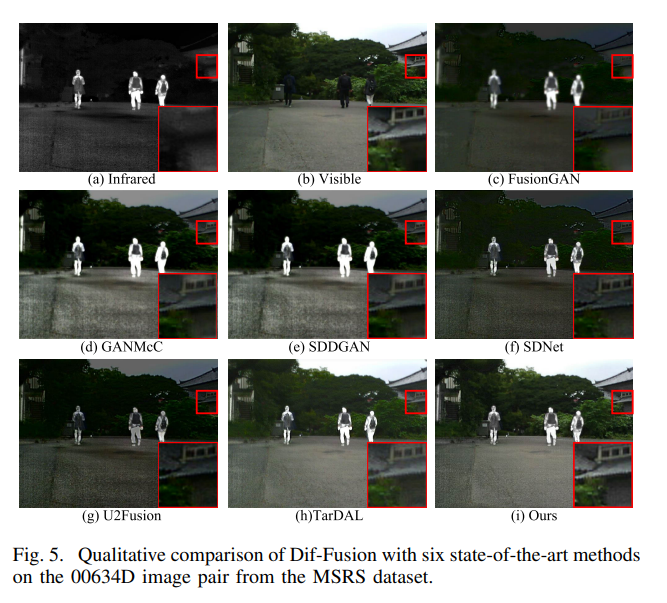 (a) Infrared
(b) Visible
(c) FusionGAN
(d) GANMcC
(e) SDDGAN
(f) SDNet
(g) U2Fusion
(h)TarDAL
(i) Ours
Fig. 5. Qualitative comparison of Dif-Fusion with six state-of-the-art methods
on the 00634D image pair from the MSRS dataset.